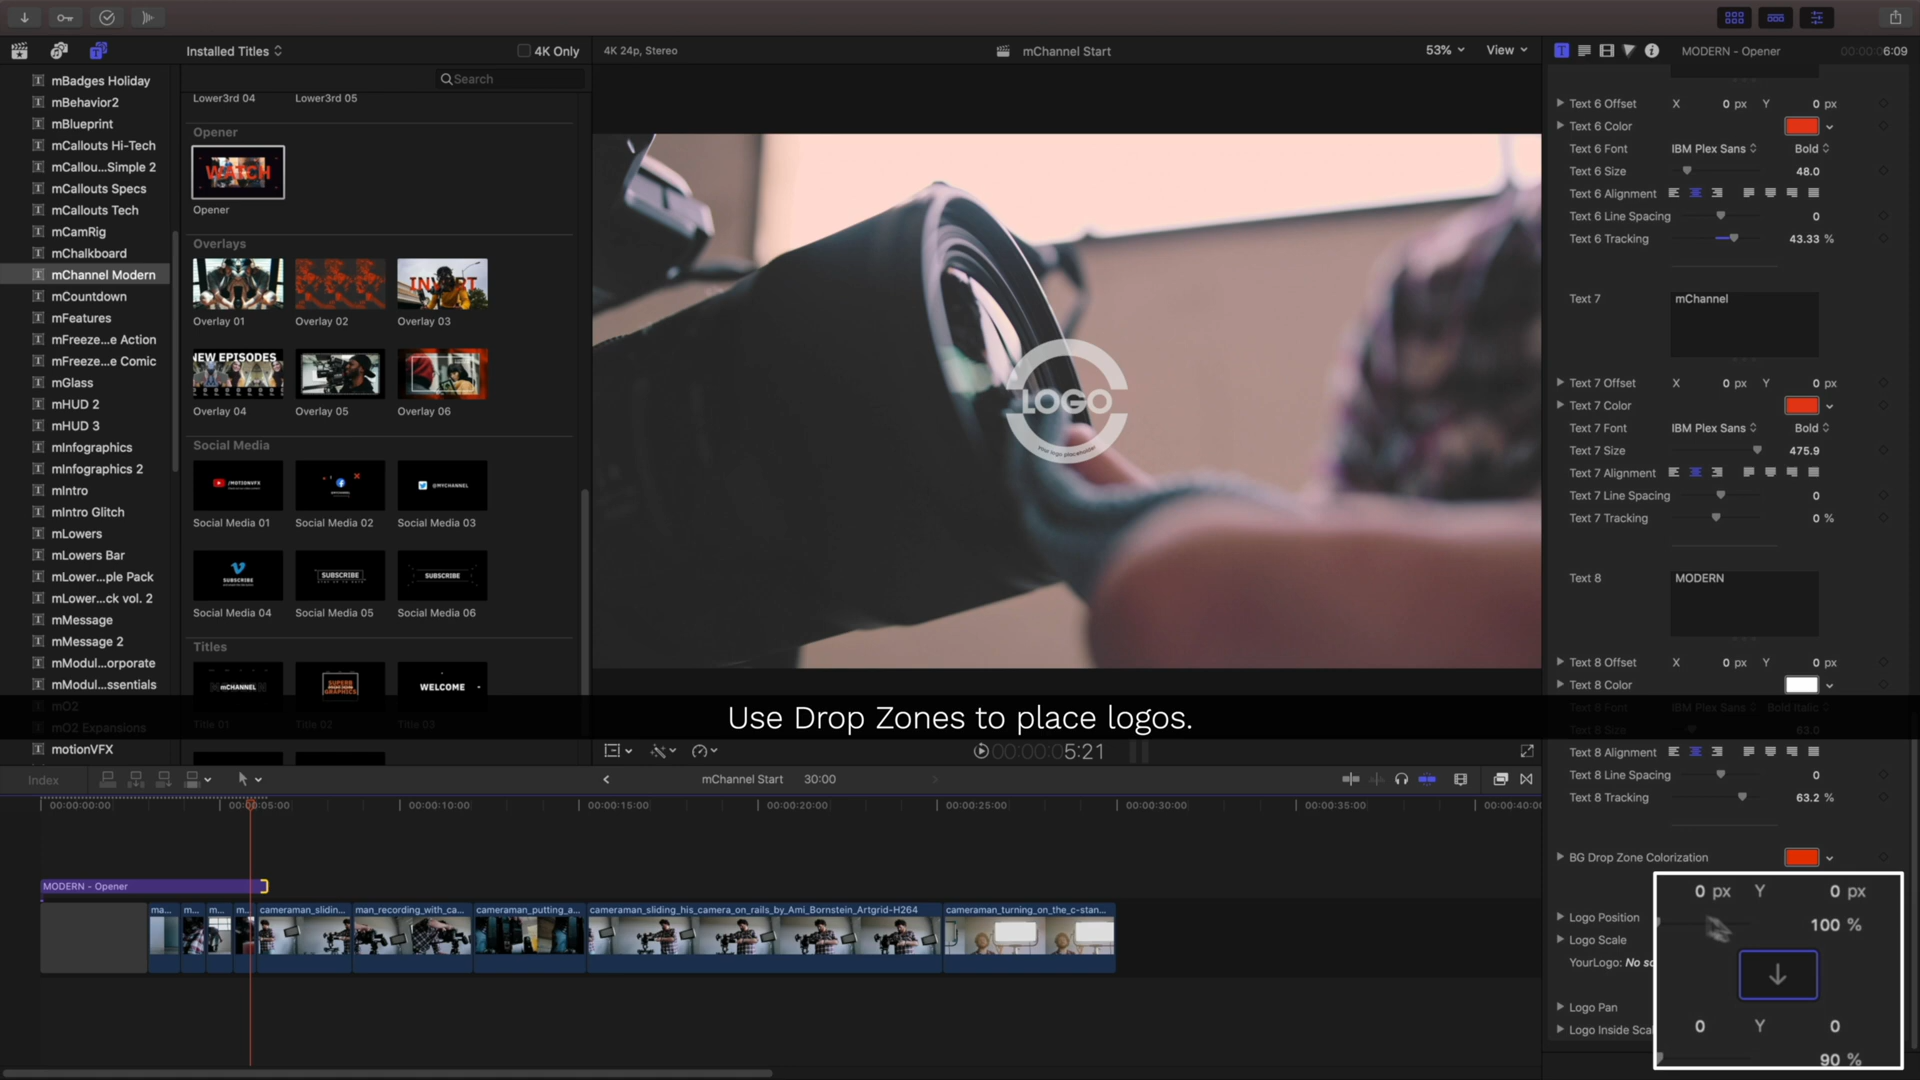 Installed Titles
4K Only
4K 24p, Stereo
mChannel Start
53%
View
MODERN - Opener
00:00:06:09
Search
mBadges Holiday
mBehavior2
mBlueprint
mCallouts Hi-Tech
mCallou...Simple 2
mCallouts Specs
mCallouts Tech
mCamRig
mChalkboard
mChannel Modern
mCountdown
mFeatures
mFreeze...e Action
mFreeze...e Comic
mGlass
mHUD 2
mHUD 3
mInfographics
mInfographics 2
mIntro
mIntro Glitch
mLowers
mLowers Bar
mLower...ple Pack
mLower...ck vol. 2
mMessage
mMessage 2
mModul...orporate
mModul...ssentials
mO2
mO2 Expansions
motionVFX
Lower3rd 04
Lower3rd 05
Opener
WATCH
Opener
Overlays
INVERT
Overlay 01
Overlay 02
Overlay 03
NEW EPISODES
Overlay 04
Overlay 05
Overlay 06
Social Media
/MOTIONVFX
@MYCHANNEL
Social Media 01
Social Media 02
Social Media 03
SUBSCRIBE
SUBSCRIBE
SUBSCRIBE
Social Media 04
Social Media 05
Social Media 06
Titles
mCHANNEL
SUPERB
GRAPHICS
WELCOME
Title 01
Title 02
Title 03
LOGO
your logo placeholder
Text 6 Offset X 0 px Y 0 px
Text 6 Color
Text 6 Font IBM Plex Sans Bold
Text 6 Size 48.0
Text 6 Alignment
Text 6 Line Spacing 0
Text 6 Tracking 43.33 %
Text 7 mChannel
Text 7 Offset X 0 px Y 0 px
Text 7 Color
Text 7 Font IBM Plex Sans Bold
Text 7 Size 475.9
Text 7 Alignment
Text 7 Line Spacing 0
Text 7 Tracking 0 %
Text 8 MODERN
Text 8 Offset X 0 px Y 0 px
Text 8 Color
Text 8 Font IBM Plex Sans Bold Italic
Text 8 Size 63.0
Text 8 Alignment
Text 8 Line Spacing 0
Text 8 Tracking 63.2 %
BG Drop Zone Colorization
0 px Y 0 px
Logo Position
100 %
Logo Scale
YourLogo: No so
Logo Pan
0 Y 0
Logo Inside Scal
90 %
Use Drop Zones to place logos.
00:00:05:21
Index
mChannel Start
30:00
00:00:00:00
00:00:05:00
00:00:10:00
00:00:15:00
00:00:20:00
00:00:25:00
00:00:30:00
00:00:35:00
00:00:40:00
MODERN - Opener
ma...
m...
m...
m...
cameraman_slidin...
man_recording_with_ca...
cameraman_putting_a...
cameraman_sliding_his_camera_on_rails_by_Ami_Bornstein_Artgrid-H264
cameraman_turning_on_the_c-stan...